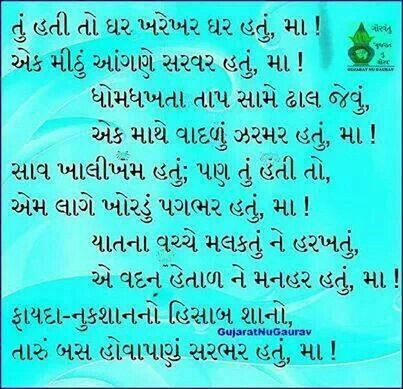 તું હતી તો ઘર ખરેખર ઘર હતું, મા !
એક મીઠું આંગણે સરવર હતું, મા !
ધોમધખતા તાપ સામે ઢાલ જેવું,
એક માથે વાદળું ઝરમર હતું, મા !
સાવ ખાલીખમ હતું; પણ તું હતી તો,
એમ લાગે ખોરડું પગભર હતું, મા !
યાતના વચ્ચે મલકતું ને હરખતું,
એ વદન હેતાળ ને મનહર હતું, મા !
ફાયદા-નુકશાનનો હિસાબ શાનો,
GujaratNuGaurav
તારું બસ હોવાપણું સરભર હતું, મા !
GUJARAT NU GAURAV